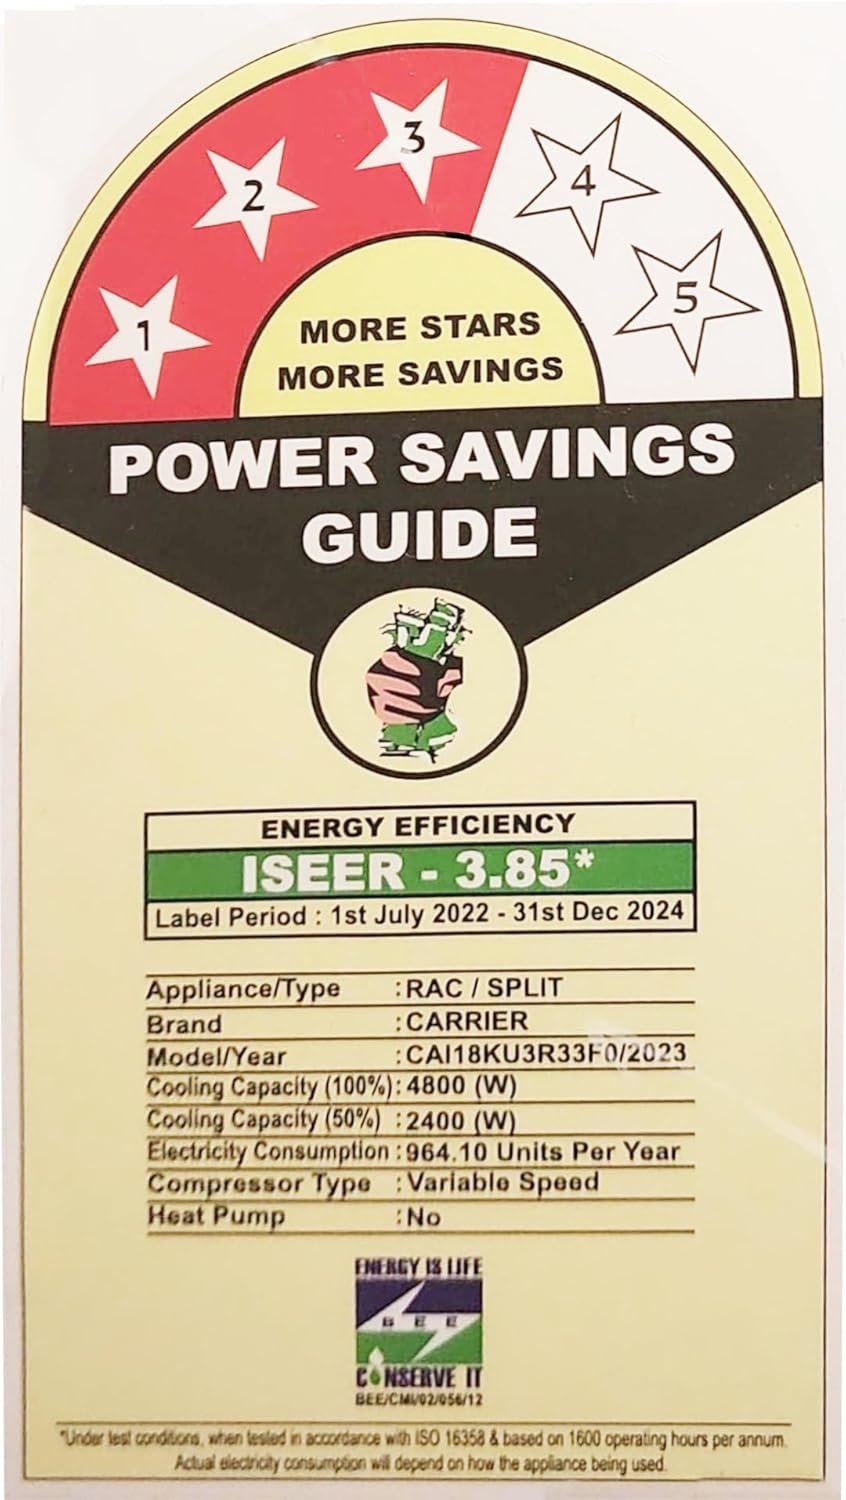 1
2
3
4
5
MORE STARS
MORE SAVINGS
POWER SAVINGS
GUIDE
ENERGY EFFICIENCY
ISEER - 3.85*
Label Period : 1st July 2022 - 31st Dec 2024
Appliance/Type :RAC / SPLIT
Brand :CARRIER
Model/Year :CAI18KU3R33F0/2023
Cooling Capacity (100%): 4800 (W)
Cooling Capacity (50%) :2400 (W)
Electricity Consumption :964.10 Units Per Year
Compressor Type :Variable Speed
Heat Pump :No
ENERGY IS LIFE
BEE
CONSERVE IT
BEE/CMI/02/056/12
*Under test conditions, when tested in accordance with ISO 16358 & based on 1600 operating hours per annum.
Actual electricity consumption will depend on how the appliance being used.